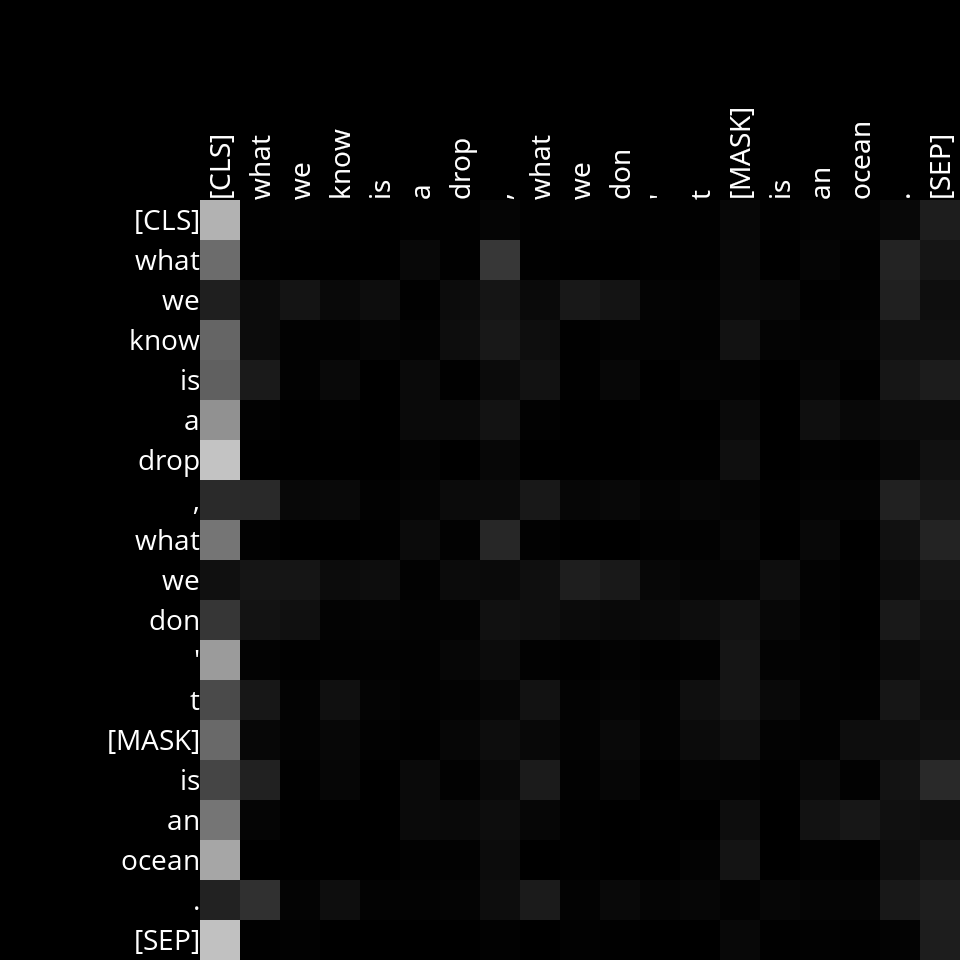 [CLS] what we know is a drop , what we don ' t [MASK] is an ocean . [SEP]
[CLS]
what
we
know
is
a
drop
,
what
we
don
'
t
[MASK]
is
an
ocean
.
[SEP]